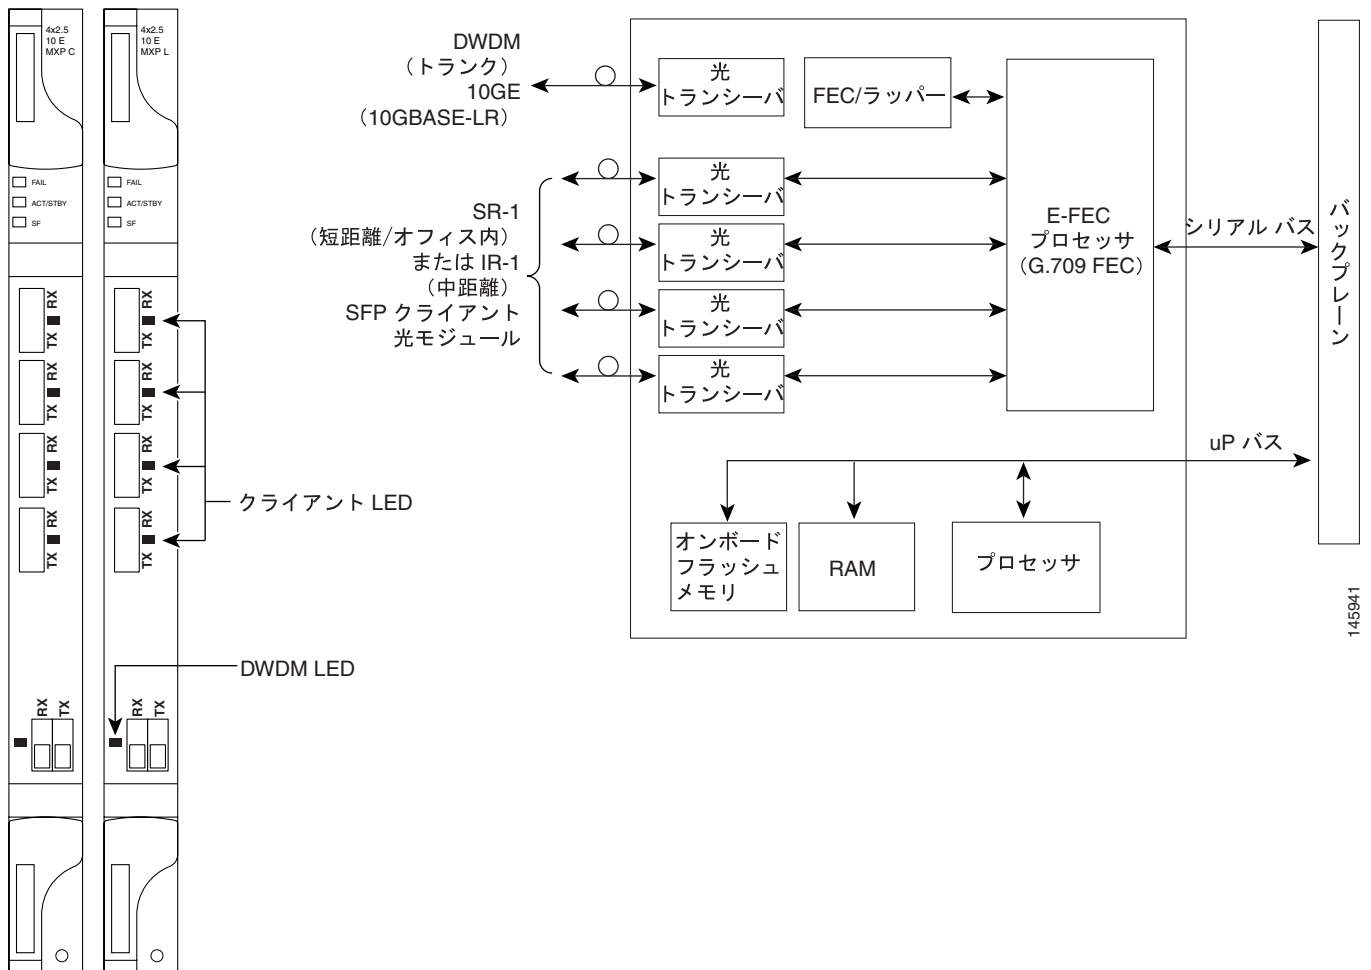 4x2.5
10 E
MXP C
FAIL
ACT/STBY
SF
RX
TX
RX
TX
RX
TX
RX
TX
RX
TX
4x2.5
10 E
MXP L
FAIL
ACT/STBY
SF
RX
TX
RX
TX
RX
TX
RX
TX
RX
TX
クライアント LED
DWDM LED
DWDM
（トランク）
10GE
（10GBASE-LR）
SR-1
（短距離/オフィス内）
または IR-1
（中距離）
SFP クライアント
光モジュール
光
トランシーバ
光
トランシーバ
光
トランシーバ
光
トランシーバ
光
トランシーバ
FEC/ラッパー
E-FEC
プロセッサ
（G.709 FEC）
シリアル バス
バックプレーン
uP バス
オンボード
フラッシュ
メモリ
RAM
プロセッサ
145941